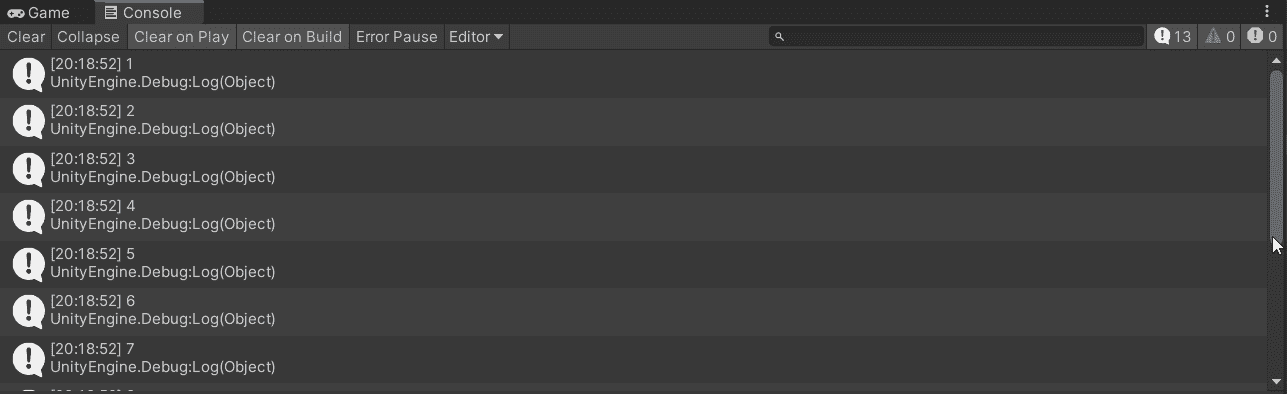 Game Console
Clear Collapse Clear on Play Clear on Build Error Pause Editor 13 0 0
[20:18:52] 1
UnityEngine.Debug:Log(Object)
[20:18:52] 2
UnityEngine.Debug:Log(Object)
[20:18:52] 3
UnityEngine.Debug:Log(Object)
[20:18:52] 4
UnityEngine.Debug:Log(Object)
[20:18:52] 5
UnityEngine.Debug:Log(Object)
[20:18:52] 6
UnityEngine.Debug:Log(Object)
[20:18:52] 7
UnityEngine.Debug:Log(Object)